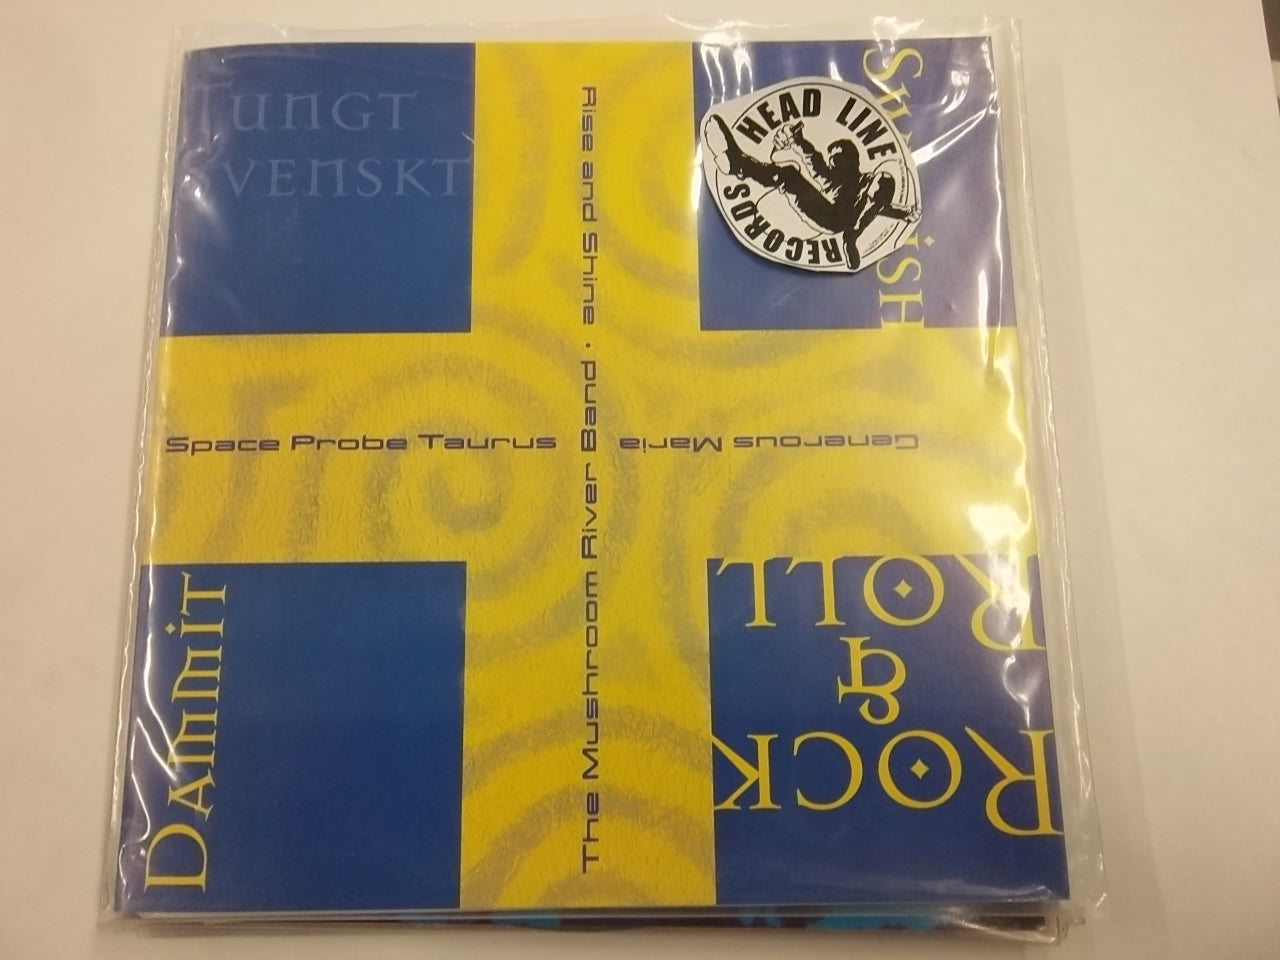 Tungt
Svenskt
HEAD LINE
RECORDS
ish
Rise and Shine
Space Probe Taurus
Generous Maria
The Mushroom River Band ·
Dammit
Rock
&
Roll